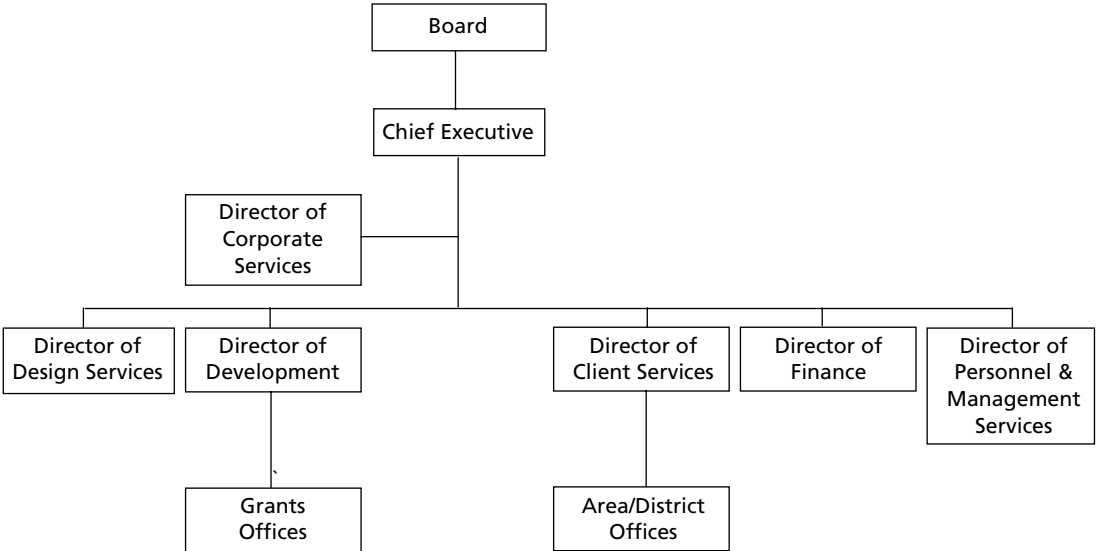 Board
Chief Executive
Director of
Corporate
Services
Director of
Design Services
Director of
Development
Director of
Client Services
Director of
Finance
Director of
Personnel &
Management
Services
Grants
Offices
Area/District
Offices